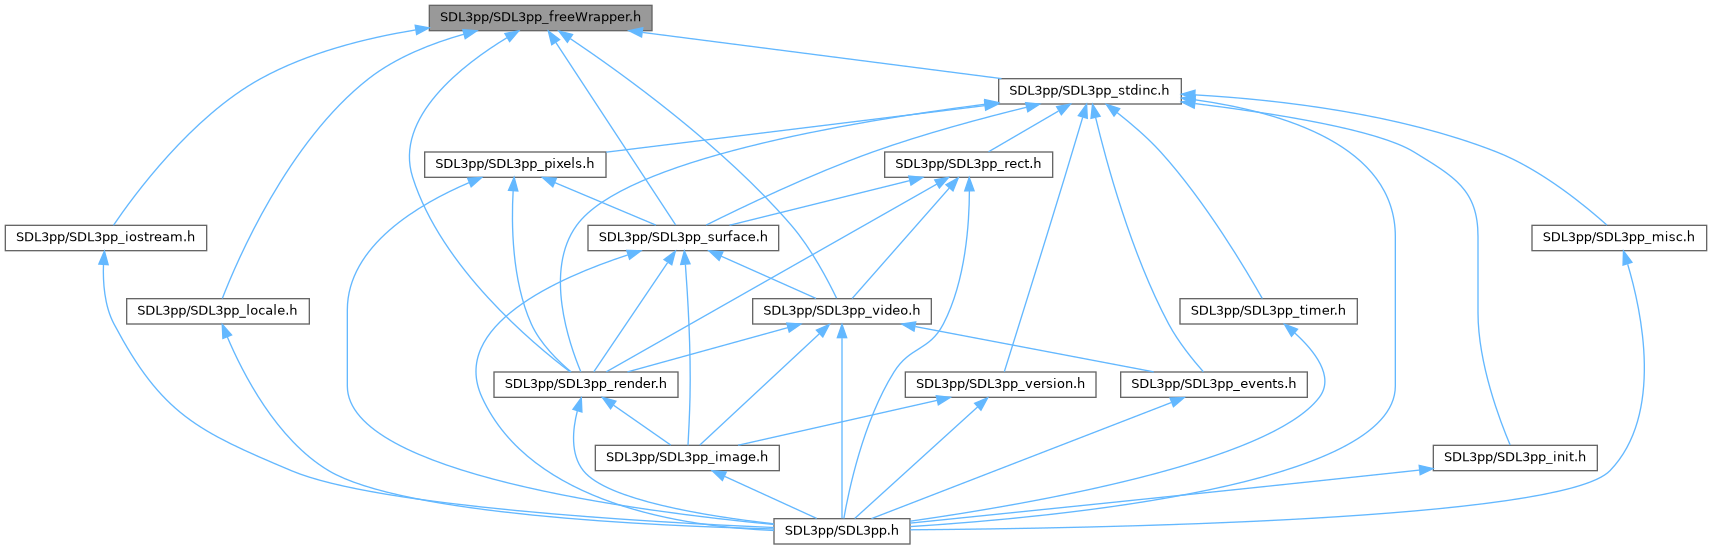 SDL3pp/SDL3pp_freeWrapper.h
SDL3pp/SDL3pp_stdinc.h
SDL3pp/SDL3pp_pixels.h
SDL3pp/SDL3pp_rect.h
SDL3pp/SDL3pp_iostream.h
SDL3pp/SDL3pp_surface.h
SDL3pp/SDL3pp_misc.h
SDL3pp/SDL3pp_locale.h
SDL3pp/SDL3pp_video.h
SDL3pp/SDL3pp_timer.h
SDL3pp/SDL3pp_render.h
SDL3pp/SDL3pp_version.h
SDL3pp/SDL3pp_events.h
SDL3pp/SDL3pp_image.h
SDL3pp/SDL3pp_init.h
SDL3pp/SDL3pp.h